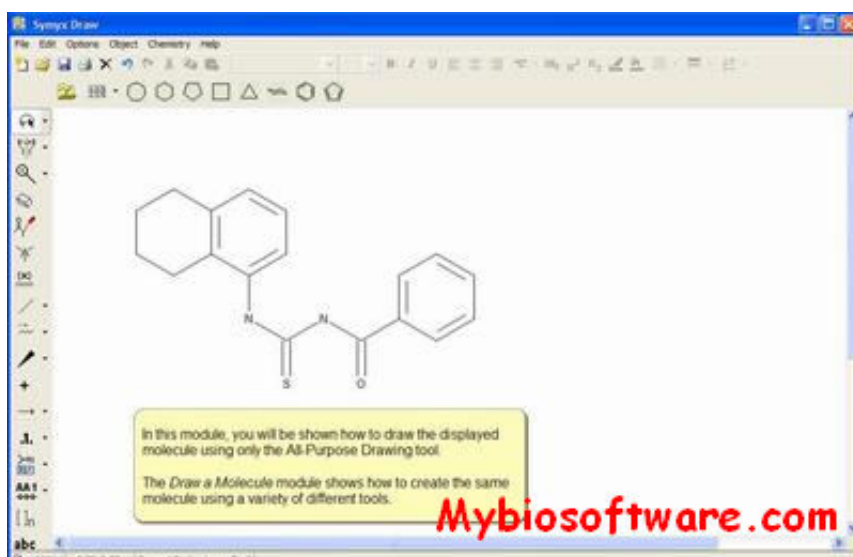 Symyx Draw
File Edit Options Object Chemistry Help
N
N
S
O
In this module, you will be shown how to draw the displayed
molecule using only the All-Purpose Drawing tool.
The Draw a Molecule module shows how to create the same
molecule using a variety of different tools.
Mybiosoftware.com
abc